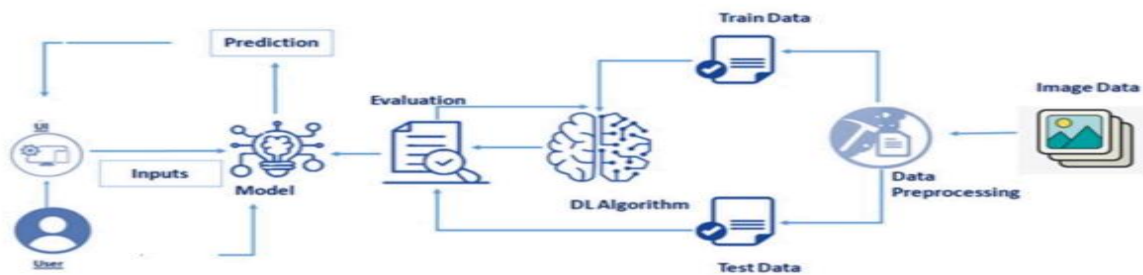 Train Data
Prediction
Image Data
Evaluation
UI
Inputs
Model
DL Algorithm
Data
Preprocessing
User
Test Data